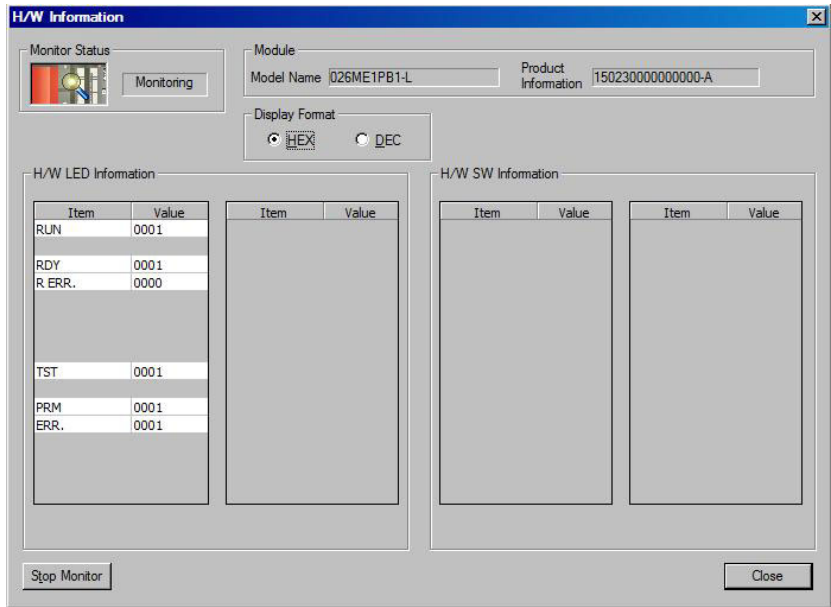 H/W Information
Monitor Status
Monitoring
Module
Model Name 026ME1PB1-L
Product Information 150230000000000-A
Display Format
HEX DEC
H/W LED Information
Item Value Item Value
RUN 0001
RDY 0001
R ERR. 0000
TST 0001
PRM 0001
ERR. 0001
H/W SW Information
Item Value Item Value
Stop Monitor
Close